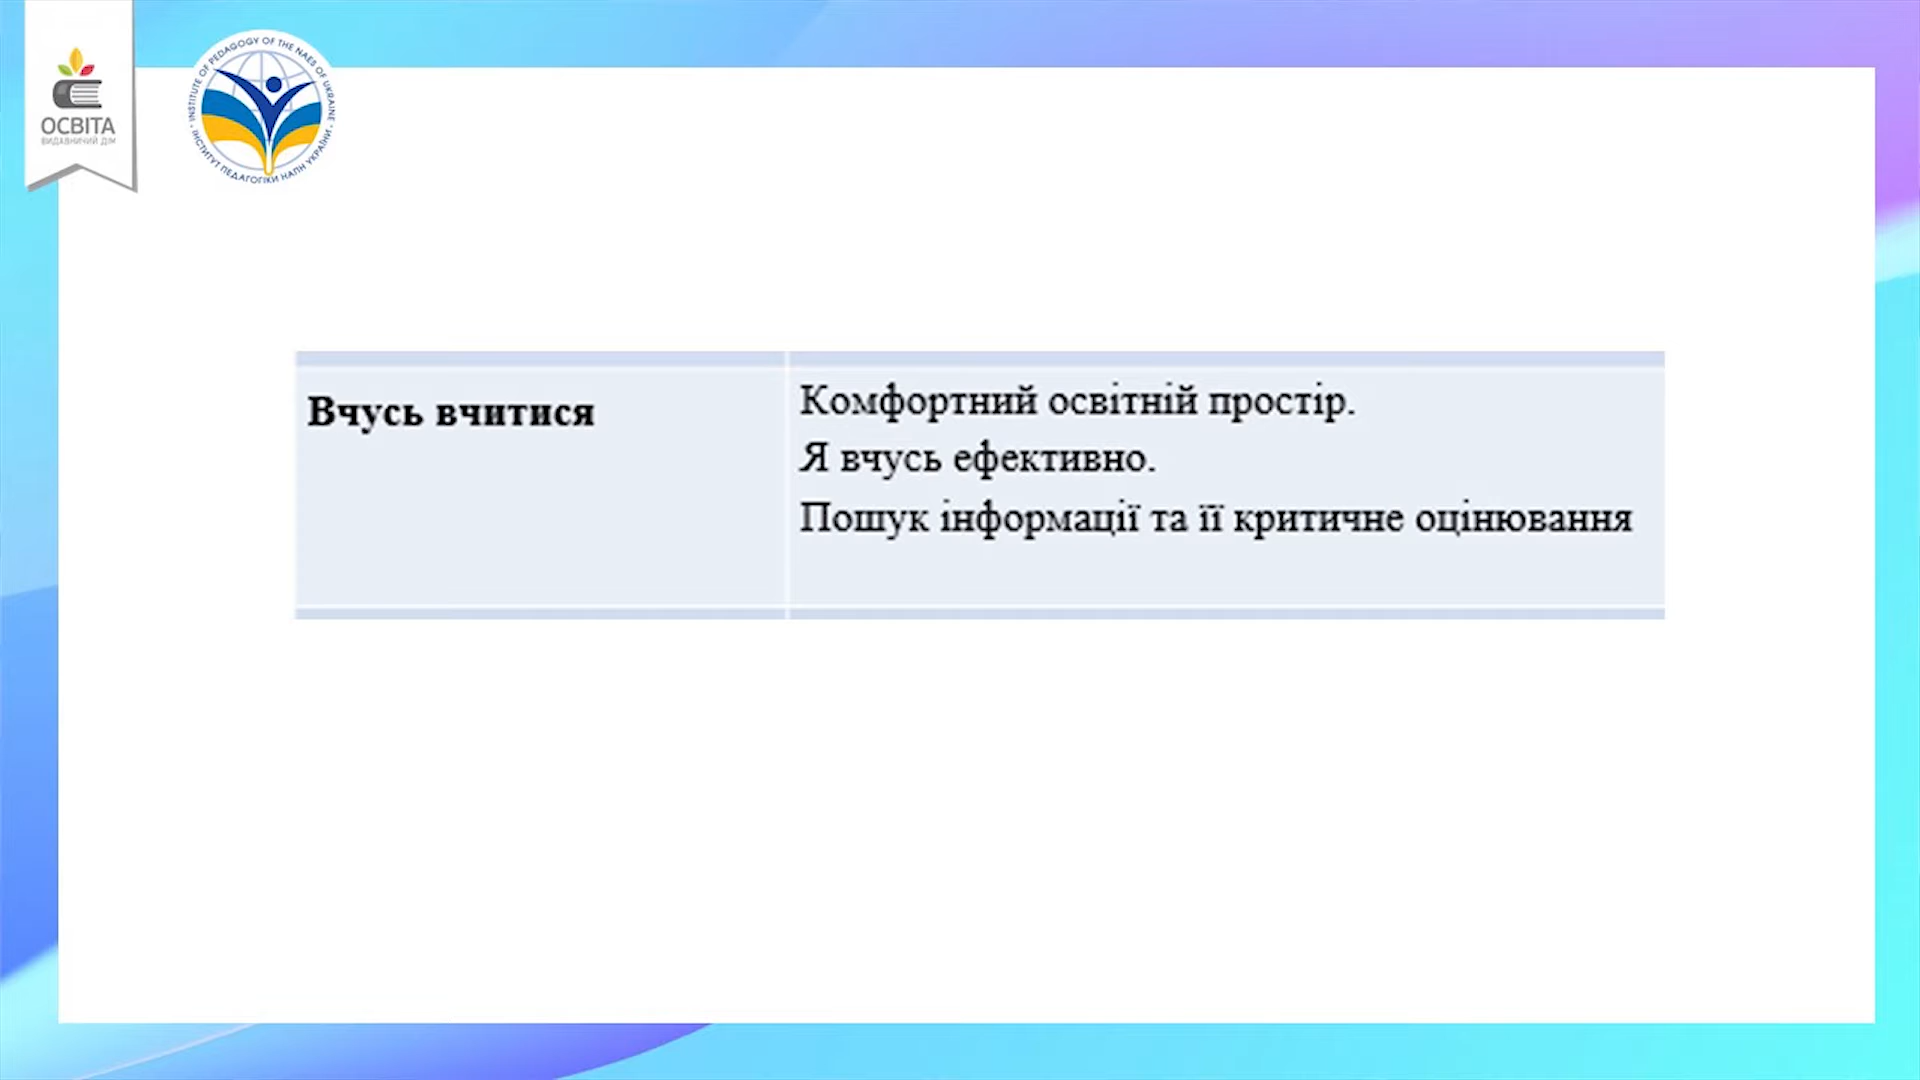 ОСВІТА
ВИДАВНИЧИЙ ДІМ
INSTITUTE OF PEDAGOGY OF THE NAES OF UKRAINE
ІНСТИТУТ ПЕДАГОГІКИ НАПН УКРАЇНИ
Вчусь вчитися
Комфортний освітній простір.
Я вчусь ефективно.
Пошук інформації та її критичне оцінювання